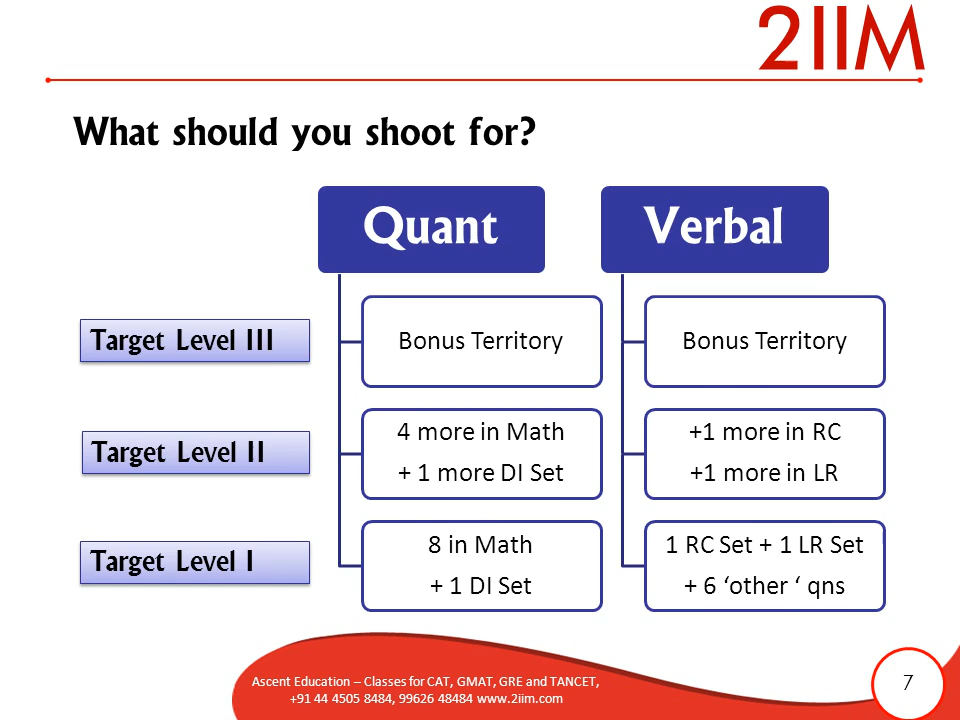 2IIM
What should you shoot for?
Quant
Verbal
Target Level III
Bonus Territory
Bonus Territory
Target Level II
4 more in Math
+ 1 more DI Set
+1 more in RC
+1 more in LR
Target Level I
8 in Math
+ 1 DI Set
1 RC Set + 1 LR Set
+ 6 ‘other ‘ qns
Ascent Education – Classes for CAT, GMAT, GRE and TANCET,
+91 44 4505 8484, 99626 48484 www.2iim.com
7